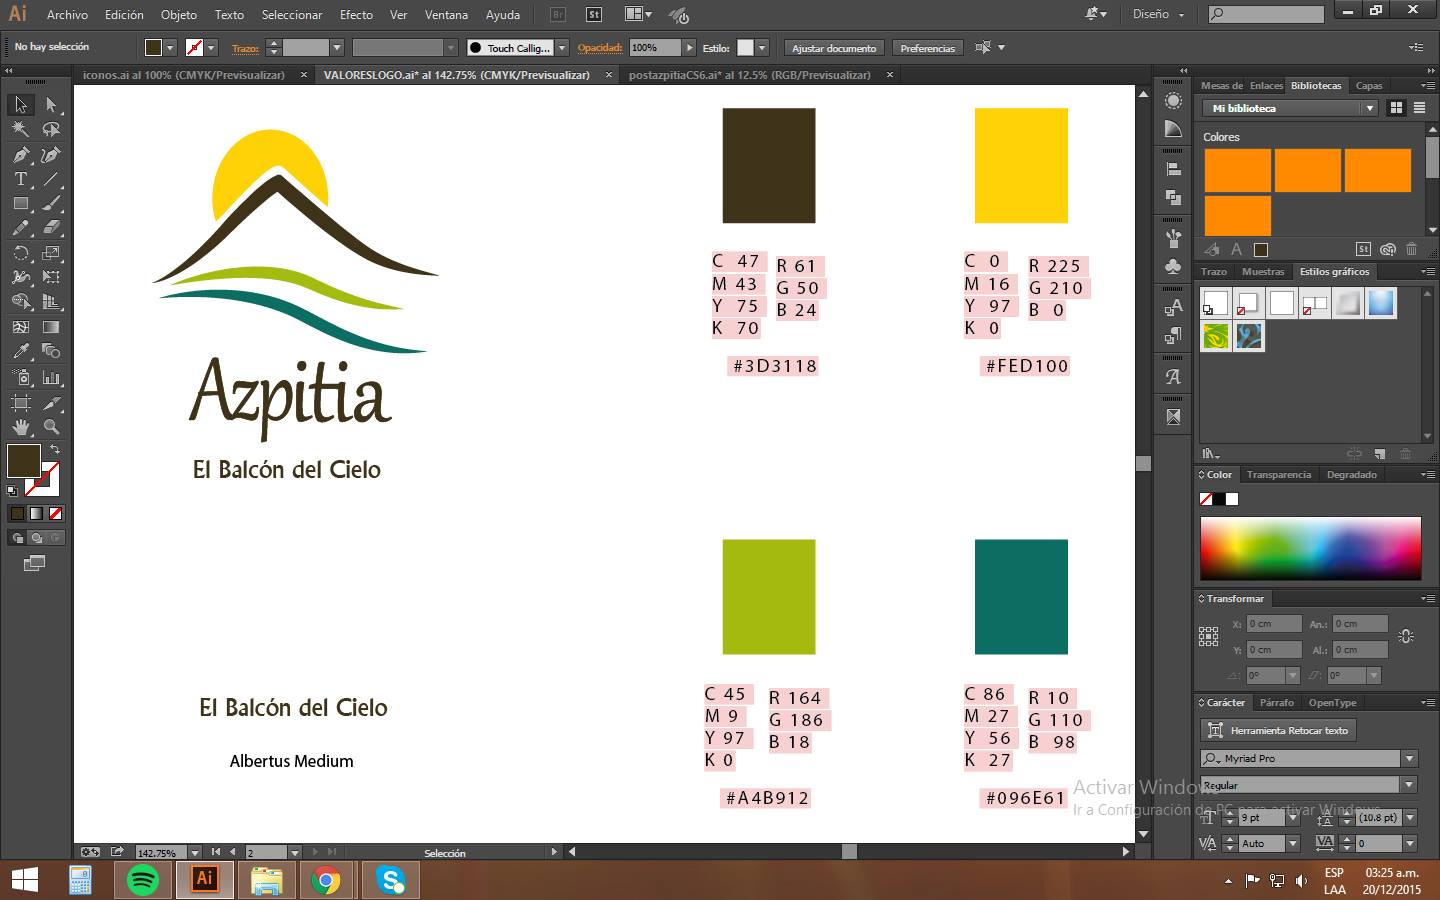 Ai Archivo Edición Objeto Texto Seleccionar Efecto Ver Ventana Ayuda Br St Diseño
No hay selección Trazo: Touch Callig... Opacidad: 100% Estilo: Ajustar documento Preferencias
iconos.ai al 100% (CMYK/Previsualizar) VALORESLOGO.ai* al 142.75% (CMYK/Previsualizar) postazpitiaCS6.ai* al 12.5% (RGB/Previsualizar)
Azpitia
El Balcón del Cielo
El Balcón del Cielo
Albertus Medium
C 47
M 43
Y 75
K 70
R 61
G 50
B 24
#3D3118
C 0
M 16
Y 97
K 0
R 225
G 210
B 0
#FED100
C 45
M 9
Y 97
K 0
R 164
G 186
B 18
#A4B912
C 86
M 27
Y 56
K 27
R 10
G 110
B 98
#096E61
Mesas de Enlaces Bibliotecas Capas
Mi biblioteca
Colores
St
Trazo Muestras Estilos gráficos
Color Transparencia Degradado
Transformar
X: 0 cm An.: 0 cm
Y: 0 cm Al.: 0 cm
0° 0°
Carácter Párrafo OpenType
Herramienta Retocar texto
Myriad Pro
Regular
9 pt (10.8 pt)
Auto 0
Activar Windows
Ir a Configuración de PC para activar Windows.
142.75% 2 Selección
Ai
ESP
LAA
03:25 a.m.
20/12/2015